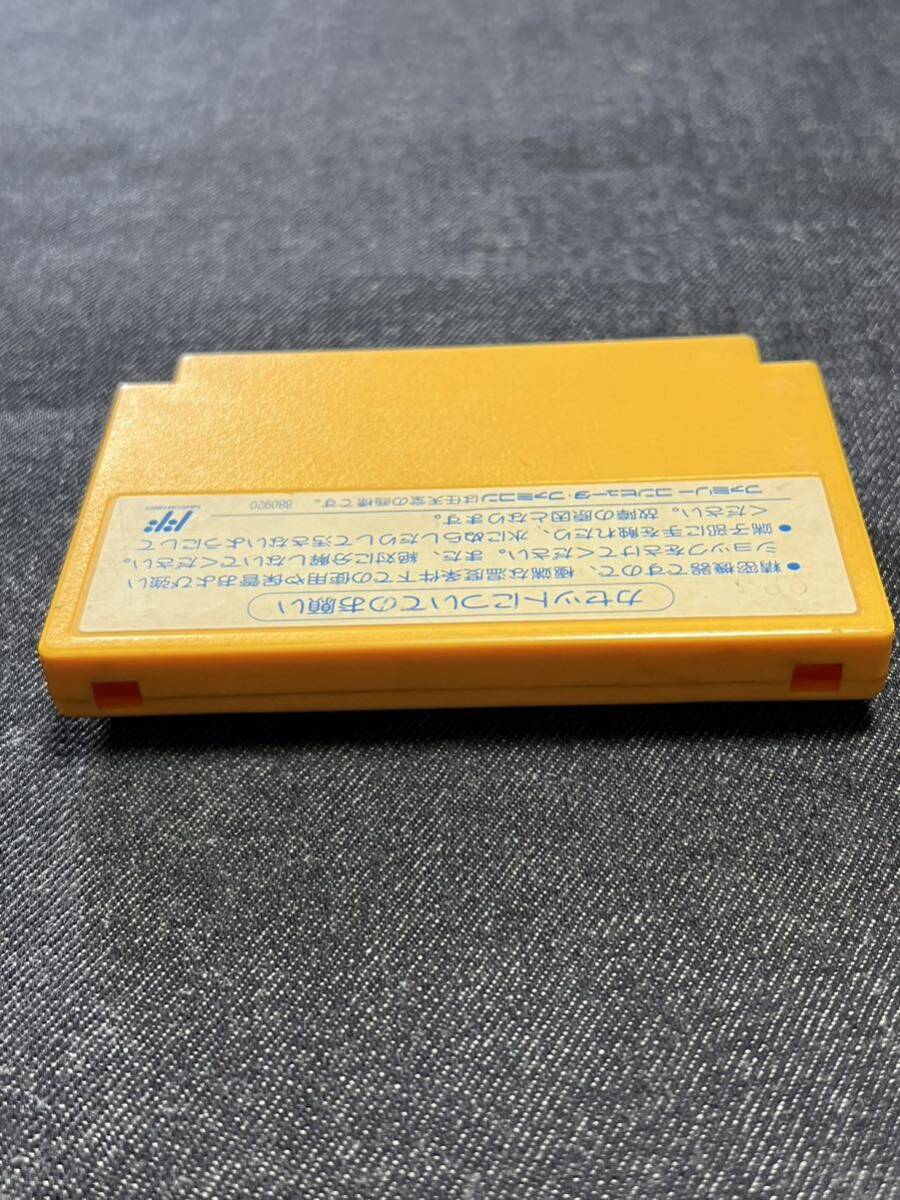 カセットについてのお願い
●精密機器ですので、極端な温度条件下での使用や保管および強い
ショックをさけてください。また、絶対に分解しないでください。
●端子部に手を触れたり、水にぬらしたりして汚さないようにして
ください。故障の原因となります。
ファミリーコンピュータ・ファミコンは任天堂の商標です。 880920